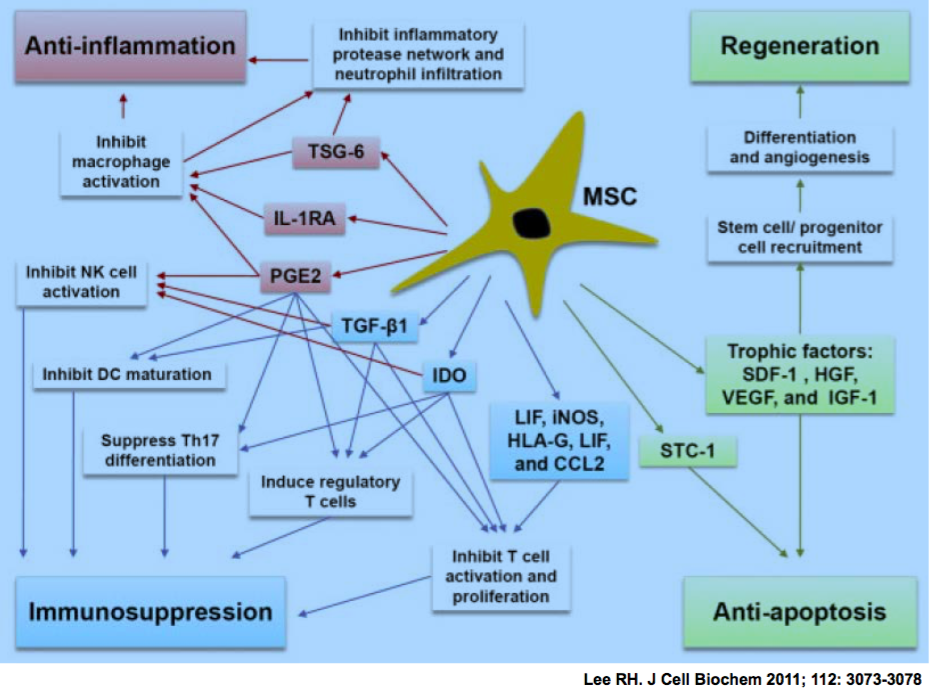 Anti-inflammation
Inhibit inflammatory
protease network and
neutrophil infiltration
Regeneration
Inhibit
macrophage
activation
TSG-6
Differentiation
and angiogenesis
MSC
IL-1RA
Stem cell/ progenitor
cell recruitment
Inhibit NK cell
activation
PGE2
TGF-β1
Inhibit DC maturation
IDO
Trophic factors:
SDF-1 , HGF,
VEGF, and IGF-1
LIF, iNOS,
HLA-G, LIF,
and CCL2
Suppress Th17
differentiation
STC-1
Induce regulatory
T cells
Inhibit T cell
activation and
proliferation
Immunosuppression
Anti-apoptosis
Lee RH. J Cell Biochem 2011; 112: 3073-3078